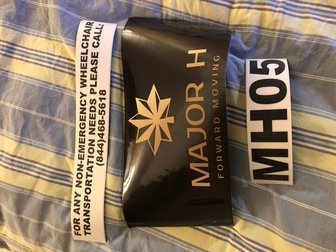 FOR ANY NON-EMERGENCY WHEELCHAIR
TRANSPORTATION NEEDS PLEASE CALL:
(844)468-5618
MAJOR H
FORWARD MOVING
MH05